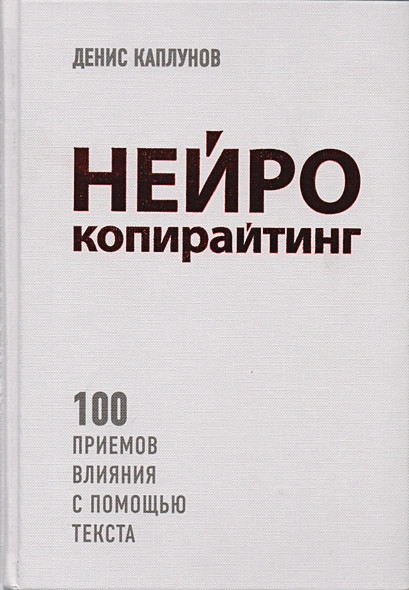 ДЕНИС КАПЛУНОВ
НЕЙРО
копирайтинг
100
ПРИЕМОВ
ВЛИЯНИЯ
С ПОМОЩЬЮ
ТЕКСТА